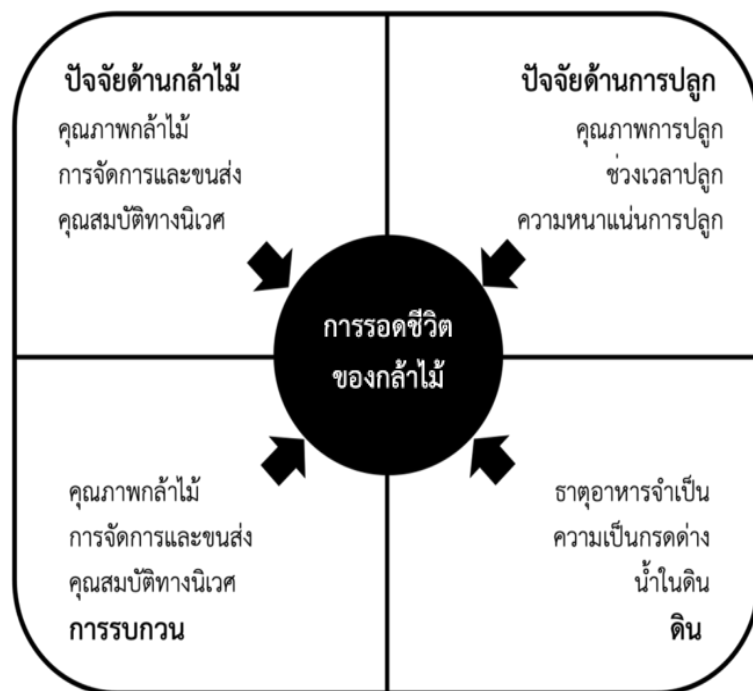 ปัจจัยด้านกล้าไม้
คุณภาพกล้าไม้
การจัดการและขนส่ง
คุณสมบัติทางนิเวศ
ปัจจัยด้านการปลูก
คุณภาพการปลูก
ช่วงเวลาปลูก
ความหนาแน่นการปลูก
การรอดชีวิต
ของกล้าไม้
คุณภาพกล้าไม้
การจัดการและขนส่ง
คุณสมบัติทางนิเวศ
การรบกวน
ธาตุอาหารจำเป็น
ความเป็นกรดด่าง
น้ำในดิน
ดิน